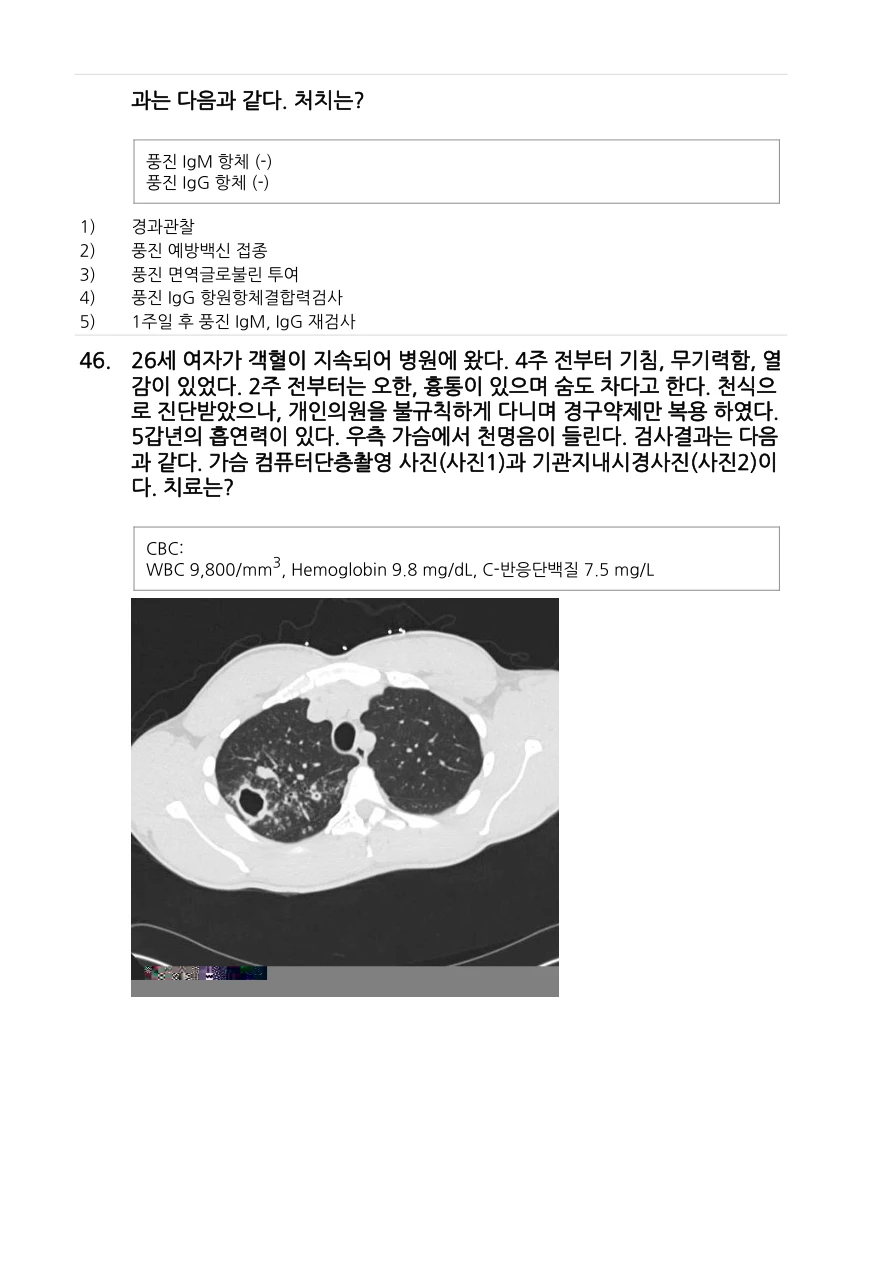 과는 다음과 같다. 처치는?
풍진 IgM 항체 (-)
풍진 IgG 항체 (-)
1) 경과관찰
2) 풍진 예방백신 접종
3) 풍진 면역글로불린 투여
4) 풍진 IgG 항원항체결합력검사
5) 1주일 후 풍진 IgM, IgG 재검사
46. 26세 여자가 객혈이 지속되어 병원에 왔다. 4주 전부터 기침, 무기력함, 열
감이 있었다. 2주 전부터는 오한, 흉통이 있으며 숨도 차다고 한다. 천식으
로 진단받았으나, 개인의원을 불규칙하게 다니며 경구약제만 복용 하였다.
5갑년의 흡연력이 있다. 우측 가슴에서 천명음이 들린다. 검사결과는 다음
과 같다. 가슴 컴퓨터단층촬영 사진(사진1)과 기관지내시경사진(사진2)이
다. 치료는?
CBC:
WBC 9,800/mm3, Hemoglobin 9.8 mg/dL, C-반응단백질 7.5 mg/L